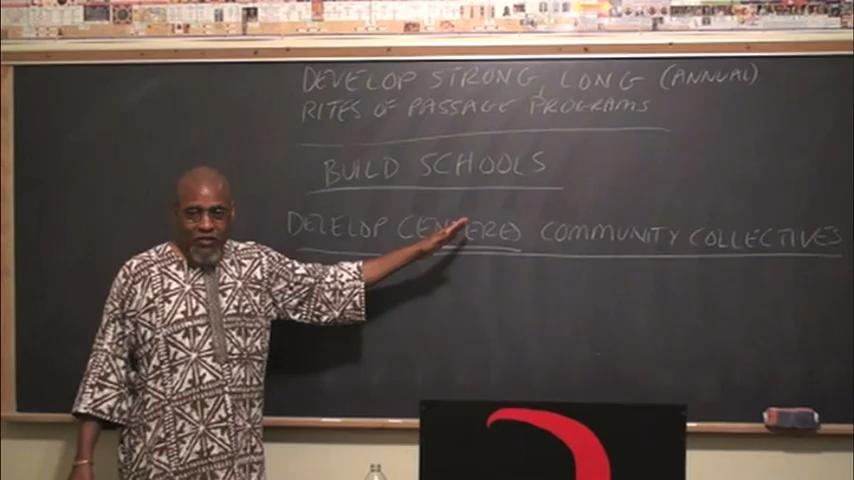 DEVELOP STRONG, LONG (ANNUAL)
RITES OF PASSAGE PROGRAMS
BUILD SCHOOLS
DEVELOP CENTERED COMMUNITY COLLECTIVES